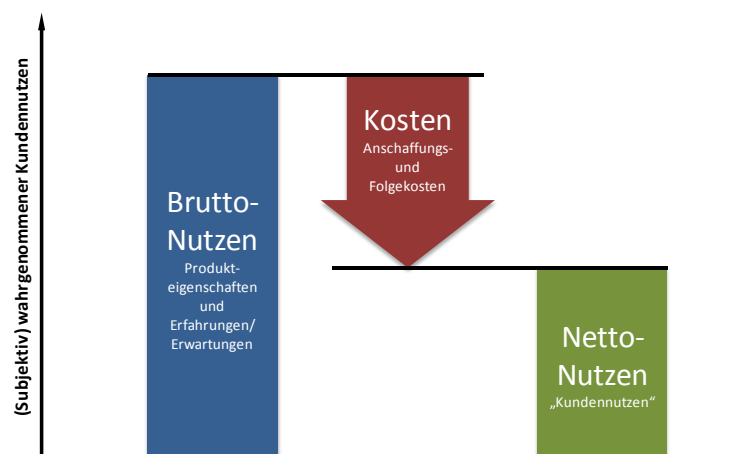 (Subjektiv) wahrgenommener Kundennutzen
Brutto-
Nutzen
Produkt-
eigenschaften
und
Erfahrungen/
Erwartungen
Kosten
Anschaffungs-
und
Folgekosten
Netto-
Nutzen
„Kundennutzen“